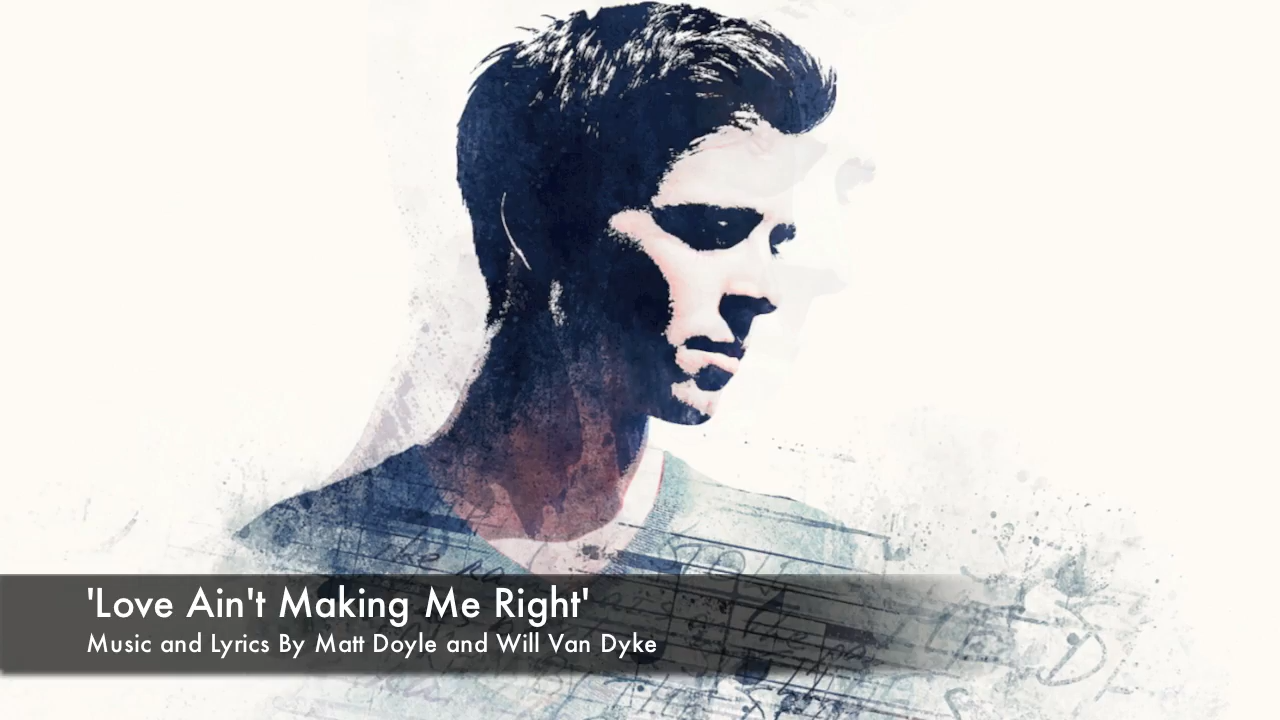 'Love Ain't Making Me Right'
Music and Lyrics By Matt Doyle and Will Van Dyke